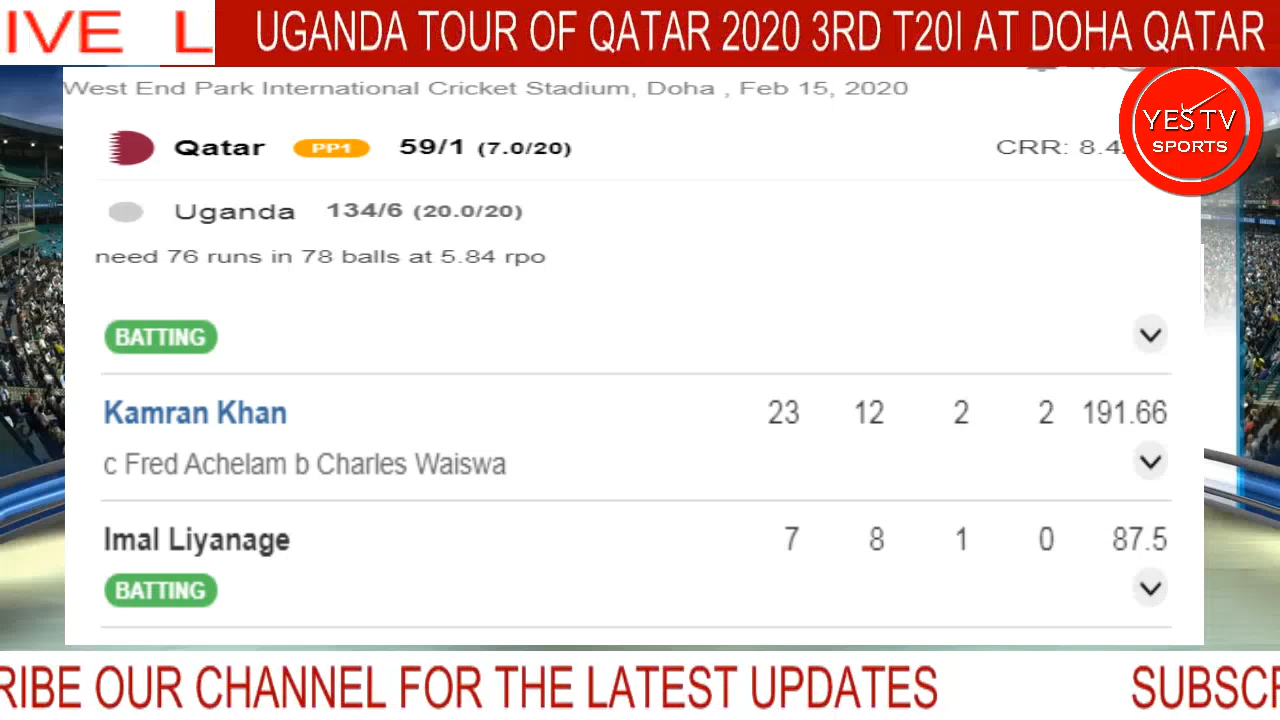 IVE L
UGANDA TOUR OF QATAR 2020 3RD T20I AT DOHA QATAR
West End Park International Cricket Stadium, Doha , Feb 15, 2020
YES TV
SPORTS
Qatar PP1 59/1 (7.0/20) CRR: 8.4
Uganda 134/6 (20.0/20)
need 76 runs in 78 balls at 5.84 rpo
BATTING
Kamran Khan 23 12 2 2 191.66
c Fred Achelam b Charles Waiswa
Imal Liyanage 7 8 1 0 87.5
BATTING
RIBE OUR CHANNEL FOR THE LATEST UPDATES SUBSCR